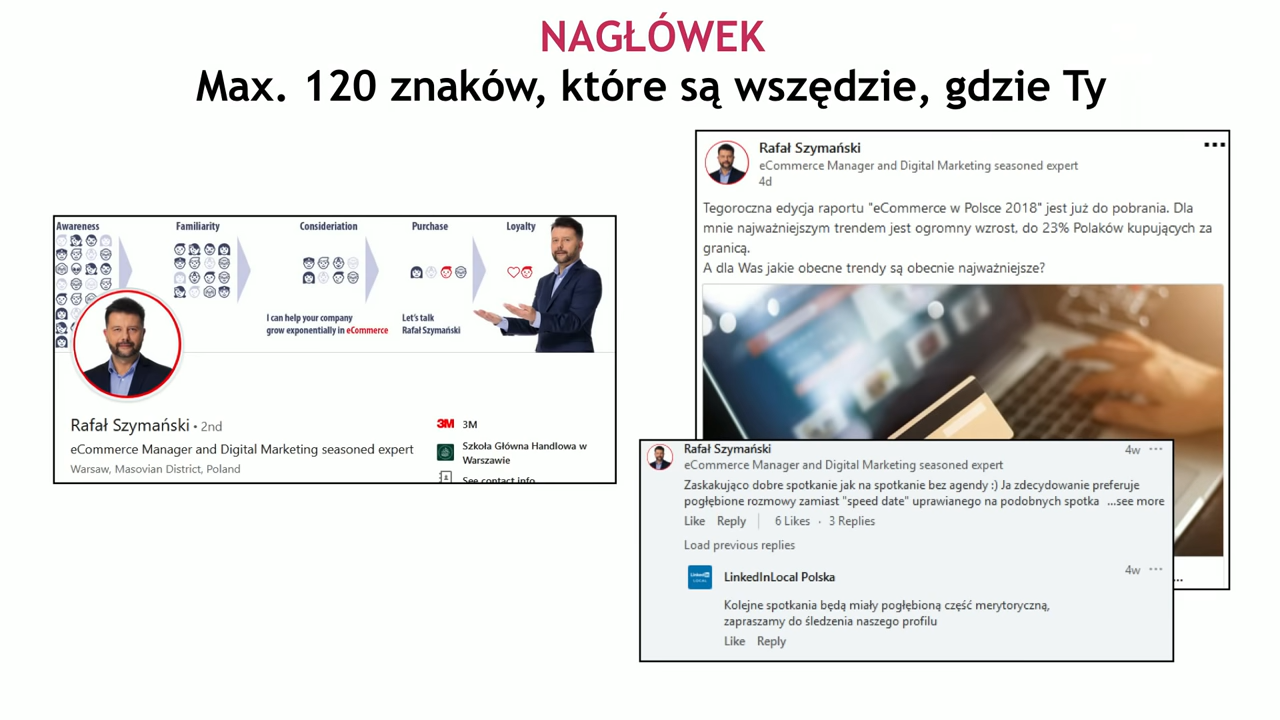 NAGŁÓWEK
Max. 120 znaków, które są wszędzie, gdzie Ty
Awareness
Familiarity
Consideration
Purchase
Loyalty
I can help your company
grow exponentially in eCommerce
Let's talk
Rafał Szymański
Rafał Szymański • 2nd
eCommerce Manager and Digital Marketing seasoned expert
Warsaw, Masovian District, Poland
3M 3M
Szkoła Główna Handlowa w
Warszawie
See contact info
Rafał Szymański
eCommerce Manager and Digital Marketing seasoned expert
4d
Tegoroczna edycja raportu "eCommerce w Polsce 2018" jest już do pobrania. Dla
mnie najważniejszym trendem jest ogromny wzrost, do 23% Polaków kupujących za
granicą.
A dla Was jakie obecne trendy są obecnie najważniejsze?
...
Rafał Szymański
4w
eCommerce Manager and Digital Marketing seasoned expert
Zaskakująco dobre spotkanie jak na spotkanie bez agendy :) Ja zdecydowanie preferuje
pogłębione rozmowy zamiast "speed date" uprawianego na podobnych spotka ...see more
Like Reply 6 Likes · 3 Replies
Load previous replies
LinkedIn LOCAL
LinkedInLocal Polska
4w
Kolejne spotkania będą miały pogłębioną część merytoryczną,
zapraszamy do śledzenia naszego profilu
Like Reply